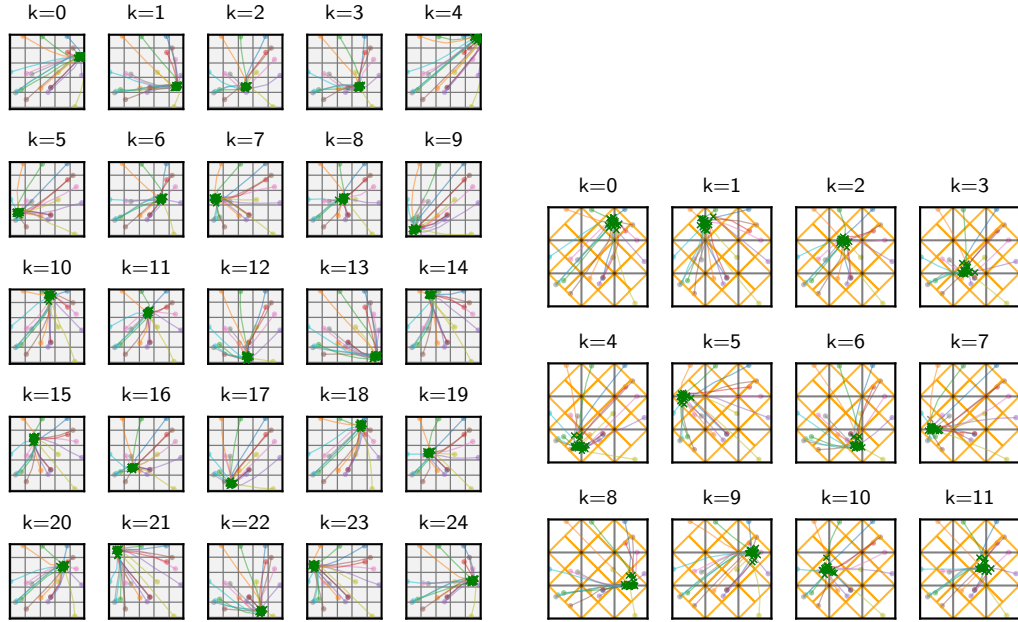 k=0 k=1 k=2 k=3 k=4
k=5 k=6 k=7 k=8 k=9
k=10 k=11 k=12 k=13 k=14
k=15 k=16 k=17 k=18 k=19
k=20 k=21 k=22 k=23 k=24
k=0 k=1 k=2 k=3
k=4 k=5 k=6 k=7
k=8 k=9 k=10 k=11